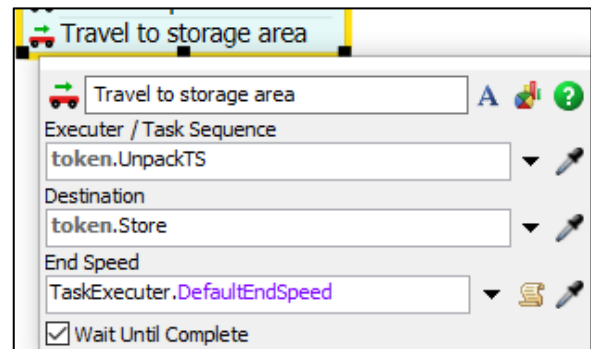 Travel to storage area
Travel to storage area A ?
Executer / Task Sequence
token.UnpackTS
Destination
token.Store
End Speed
TaskExecuter.DefaultEndSpeed
Wait Until Complete